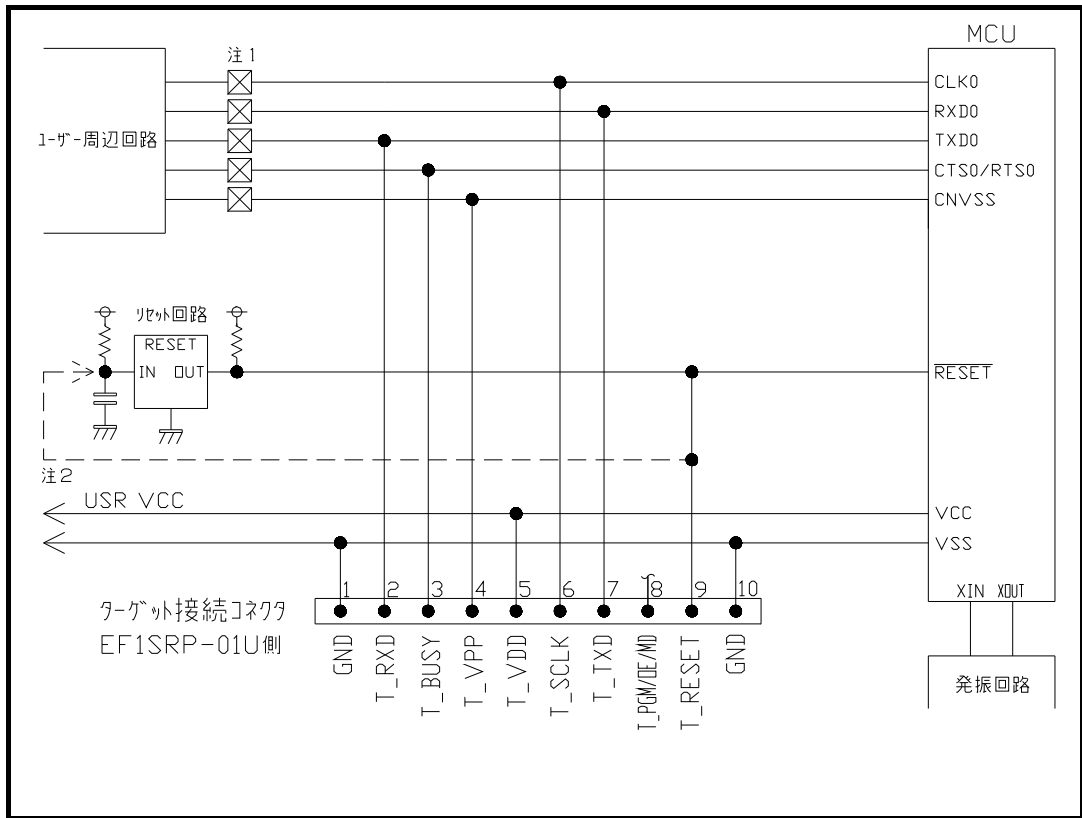 MCU
注1
CLK0
RXD0
ユーザー周辺回路
TXD0
CTS0/RTS0
CNVSS
リセット回路
RESET
IN OUT
RESET
注2
USR VCC
VCC
VSS
1 2 3 4 5 6 7 8 9 10
XIN XOUT
ターゲット接続コネクタ
EF1SRP-01U側
GND
T_RXD
T_BUSY
T_VPP
T_VDD
T_SCLK
T_TXD
T_PGM/OE/MD
T_RESET
GND
発振回路